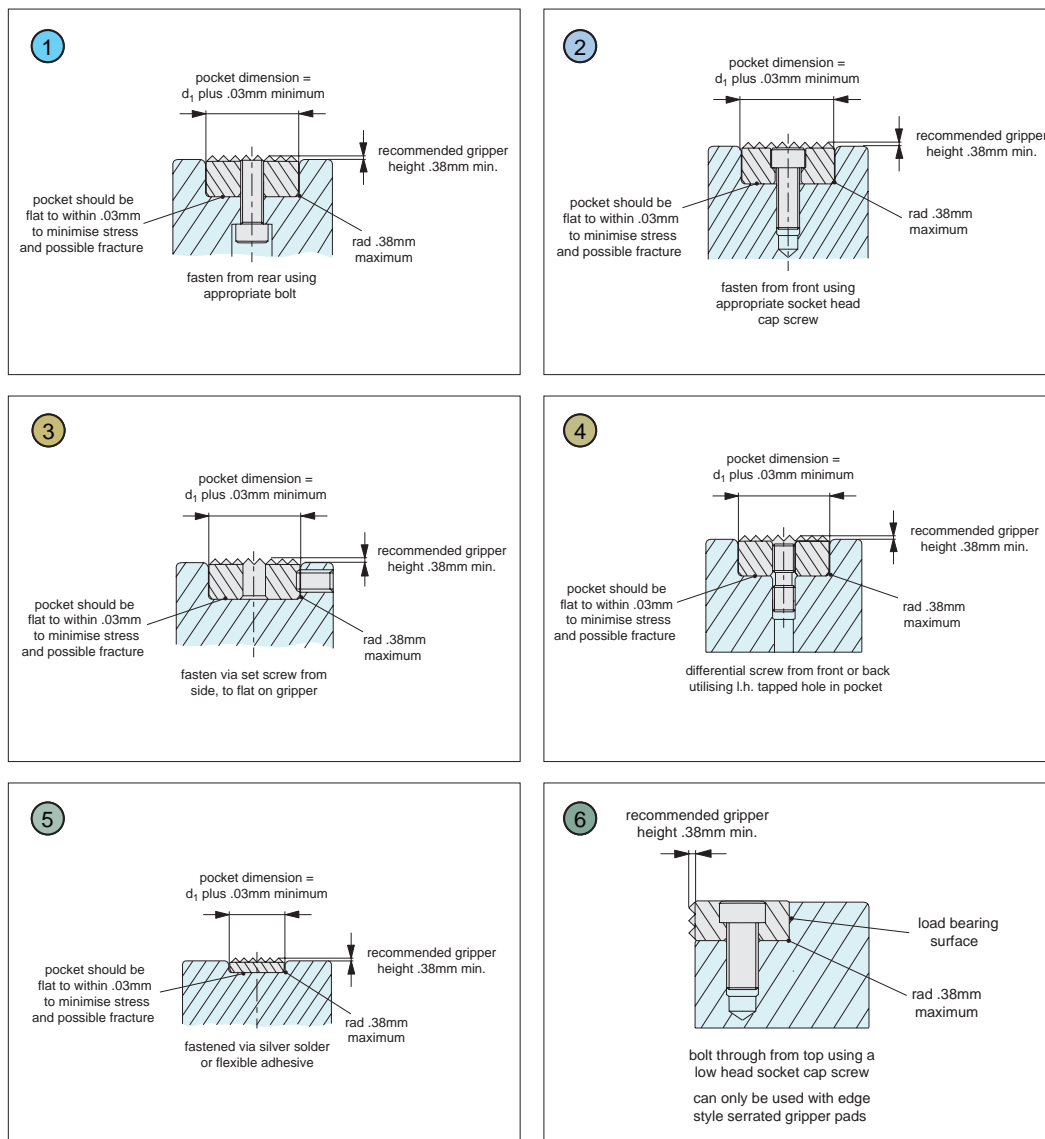 1
pocket dimension =
d₁ plus .03mm minimum
recommended gripper
height .38mm min.
pocket should be
flat to within .03mm
to minimise stress
and possible fracture
rad .38mm
maximum
fasten from rear using
appropriate bolt
2
pocket dimension =
d₁ plus .03mm minimum
recommended gripper
height .38mm min.
pocket should be
flat to within .03mm
to minimise stress
and possible fracture
rad .38mm
maximum
fasten from front using
appropriate socket head
cap screw
3
pocket dimension =
d₁ plus .03mm minimum
recommended gripper
height .38mm min.
pocket should be
flat to within .03mm
to minimise stress
and possible fracture
rad .38mm
maximum
fasten via set screw from
side, to flat on gripper
4
pocket dimension =
d₁ plus .03mm minimum
recommended gripper
height .38mm min.
pocket should be
flat to within .03mm
to minimise stress
and possible fracture
rad .38mm
maximum
differential screw from front or back
utilising l.h. tapped hole in pocket
5
pocket dimension =
d₁ plus .03mm minimum
recommended gripper
height .38mm min.
pocket should be
flat to within .03mm
to minimise stress
and possible fracture
rad .38mm
maximum
fastened via silver solder
or flexible adhesive
6
recommended gripper
height .38mm min.
load bearing
surface
rad .38mm
maximum
bolt through from top using a
low head socket cap screw
can only be used with edge
style serrated gripper pads